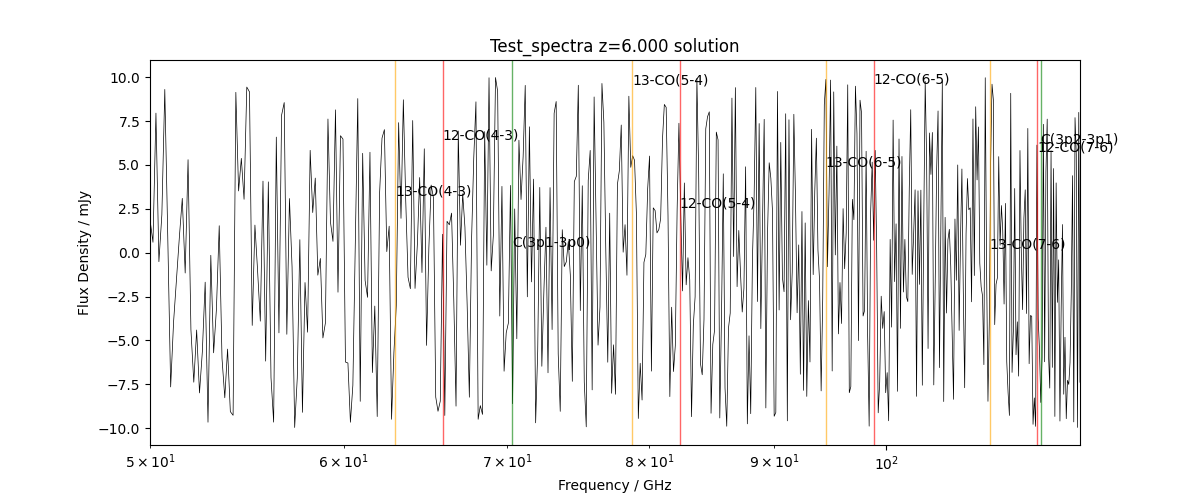 Test_spectra z=6.000 solution
Flux Density / mJy
10.0
7.5
5.0
2.5
0.0
−2.5
−5.0
−7.5
−10.0
13-CO(4-3)
12-CO(4-3)
C(3p1-3p0)
13-CO(5-4)
12-CO(5-4)
13-CO(6-5)
12-CO(6-5)
13-CO(7-6)
C(3p2-3p1)
12-CO(7-6)
5 × 10¹
6 × 10¹
7 × 10¹
8 × 10¹
9 × 10¹
10²
Frequency / GHz